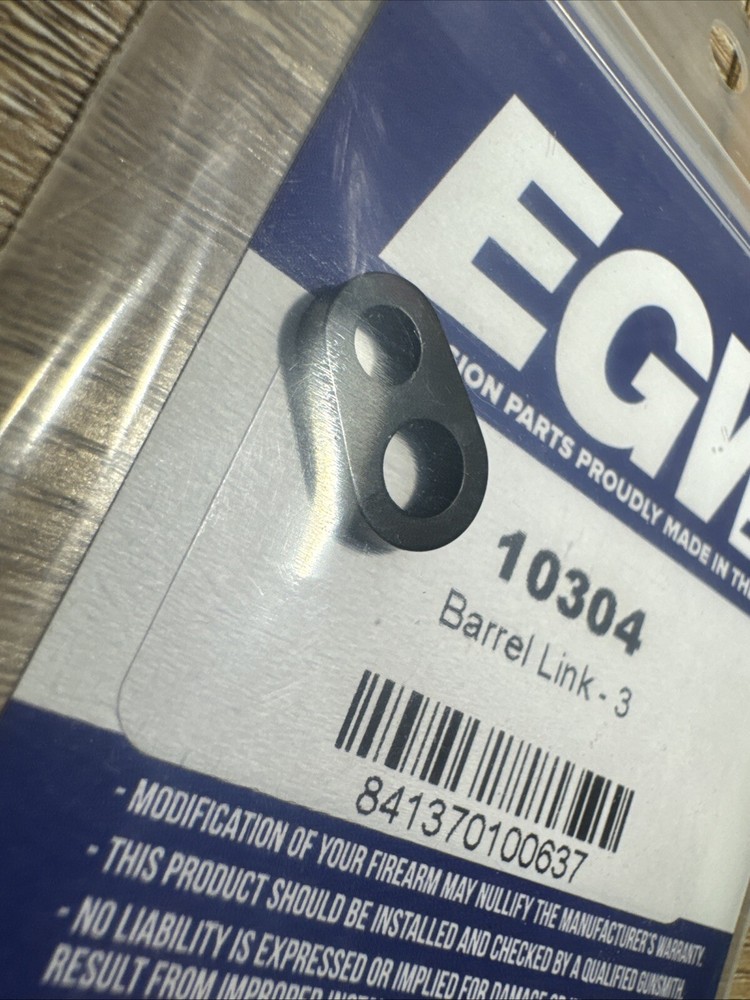 EGW
ION PARTS PROUDLY MADE IN TH
10304
Barrel Link - 3
841370100637
- MODIFICATION OF YOUR FIREARM MAY NULLIFY THE MANUFACTURER'S WARRANTY.
- THIS PRODUCT SHOULD BE INSTALLED AND CHECKED BY A QUALIFIED GUNSMITH.
- NO LIABILITY IS EXPRESSED OR IMPLIED FOR DAMAGE
RESULT FROM IMPROPER